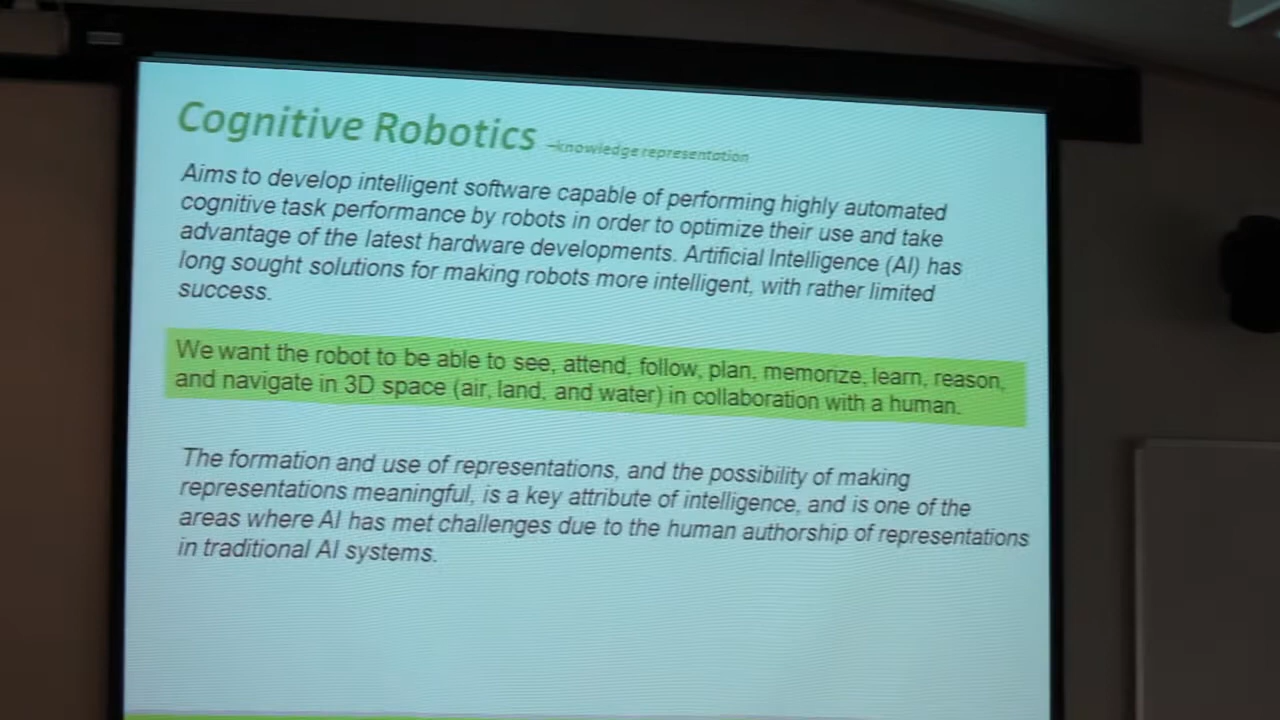 Cognitive Robotics –knowledge representation
Aims to develop intelligent software capable of performing highly automated
cognitive task performance by robots in order to optimize their use and take
advantage of the latest hardware developments. Artificial Intelligence (AI) has
long sought solutions for making robots more intelligent, with rather limited
success.
We want the robot to be able to see, attend, follow, plan, memorize, learn, reason,
and navigate in 3D space (air, land, and water) in collaboration with a human.
The formation and use of representations, and the possibility of making
representations meaningful, is a key attribute of intelligence, and is one of the
areas where AI has met challenges due to the human authorship of representations
in traditional AI systems.